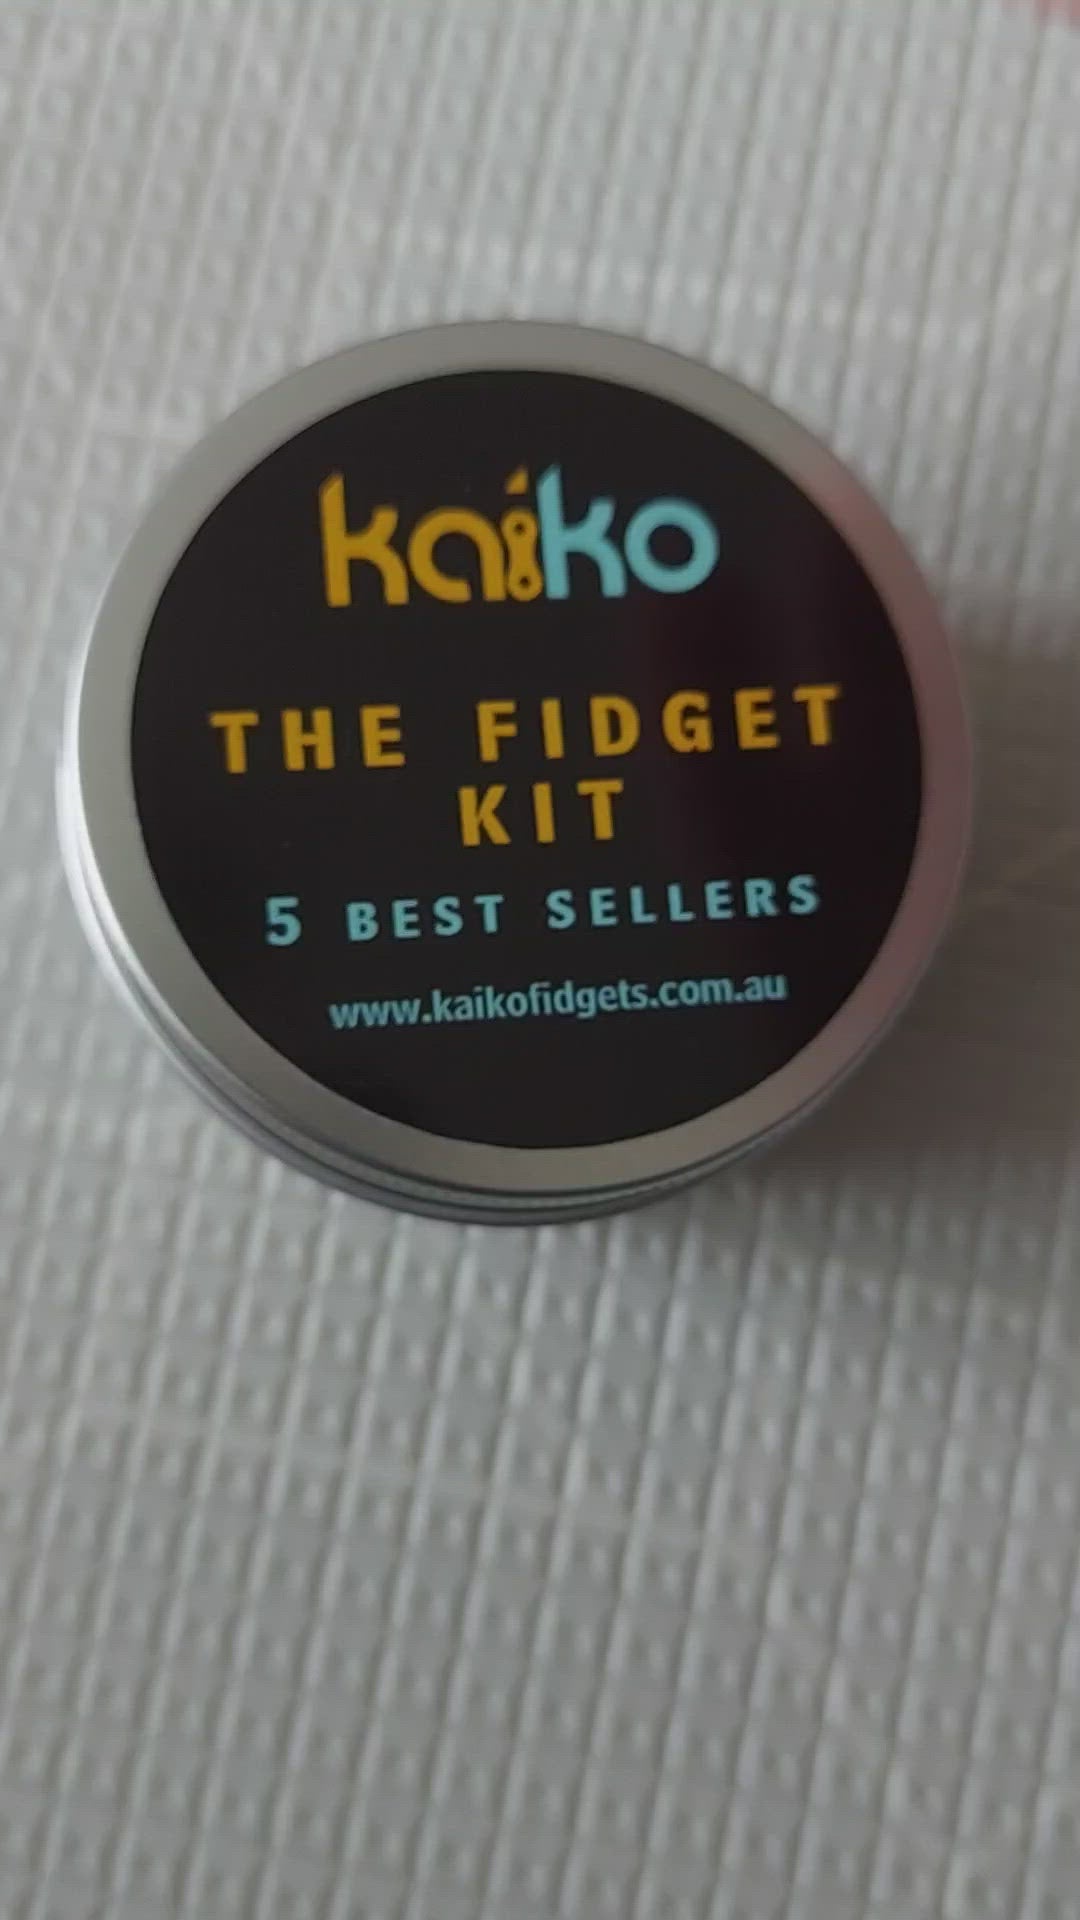 kaiko
THE FIDGET
KIT
5 BEST SELLERS
www.kaikofidgets.com.au